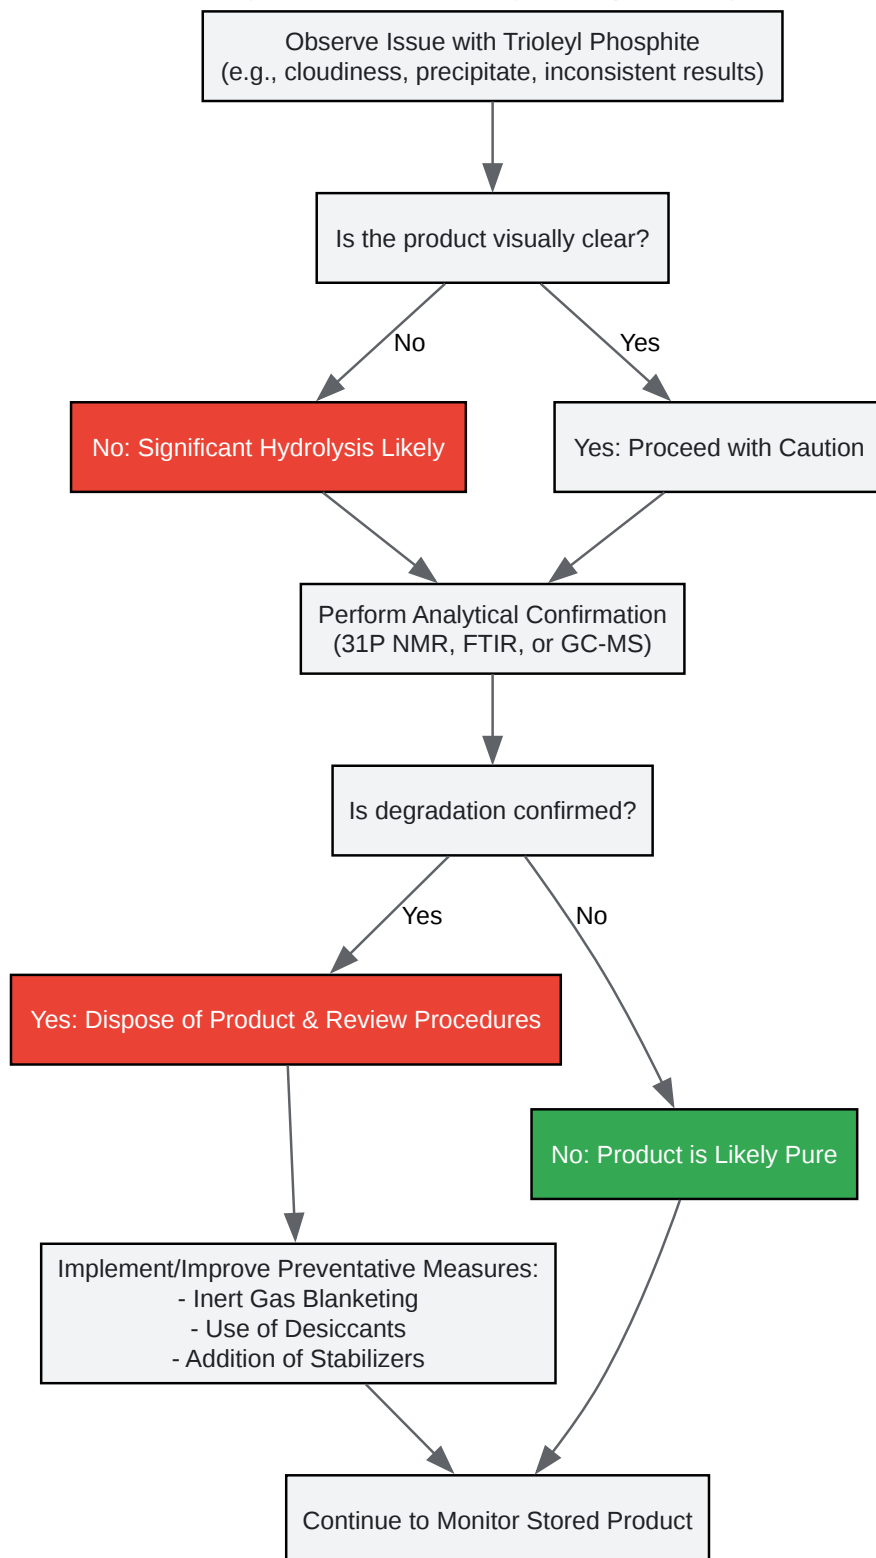 Observe Issue with Trioleyl Phosphite
(e.g., cloudiness, precipitate, inconsistent results)
Is the product visually clear?
No
Yes
No: Significant Hydrolysis Likely
Yes: Proceed with Caution
Perform Analytical Confirmation
(31P NMR, FTIR, or GC-MS)
Is degradation confirmed?
Yes
No
Yes: Dispose of Product & Review Procedures
No: Product is Likely Pure
Implement/Improve Preventative Measures:
- Inert Gas Blanketing
- Use of Desiccants
- Addition of Stabilizers
Continue to Monitor Stored Product